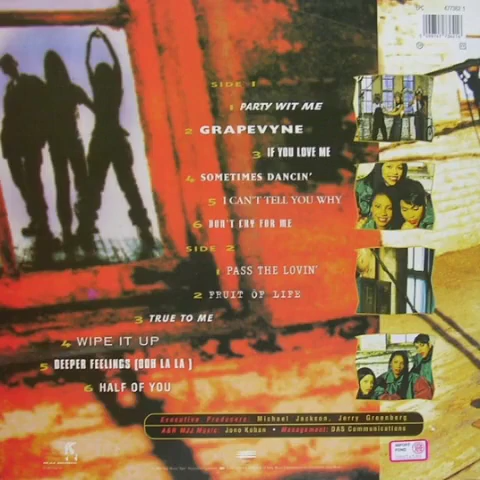 EPC 477382 1
SIDE 1
1 PARTY WIT ME
2 GRAPEVYNE
3 IF YOU LOVE ME
4 SOMETIMES DANCIN'
5 I CAN'T TELL YOU WHY
6 DON'T CRY FOR ME
SIDE 2
1 PASS THE LOVIN'
2 FRUIT OF LIFE
3 TRUE TO ME
4 WIPE IT UP
5 DEEPER FEELINGS (OOH LA LA)
6 HALF OF YOU
Executive Producers: Michael Jackson, Jerry Greenberg
A&R MJJ Music: Jono Kohan • Management: DAS Communications